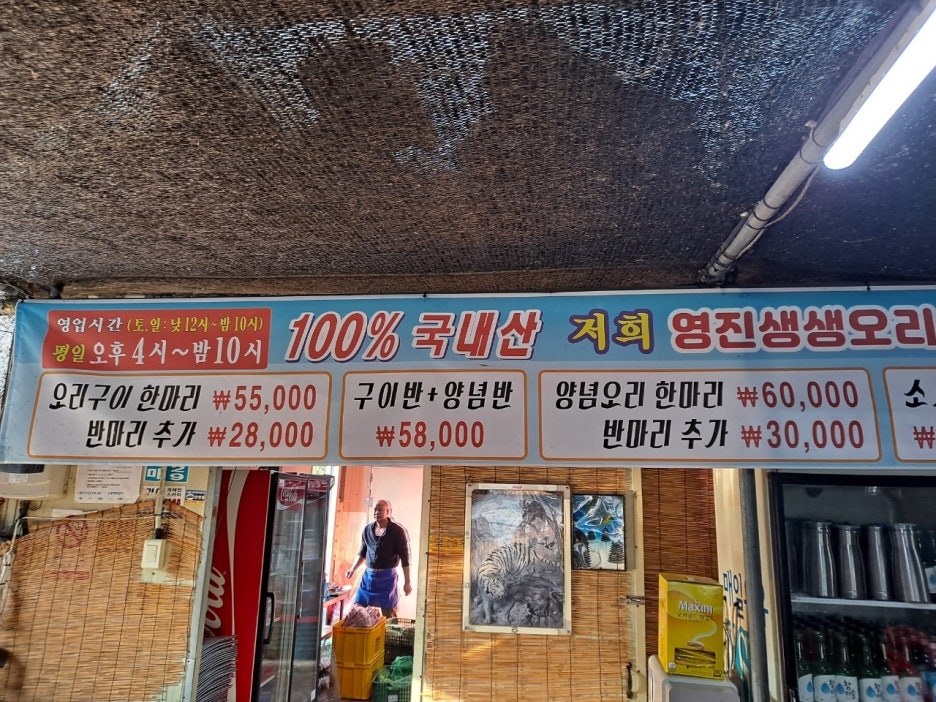 영업시간 (토,일: 낮12시~밤10시)
평일 오후4시~밤10시
100% 국내산 저희 영진생생오리
오리구이 한마리 ₩55,000
반마리 추가 ₩28,000
구이반+양념반
₩58,000
양념오리 한마리 ₩60,000
반마리 추가 ₩30,000
소
₩
Maxim